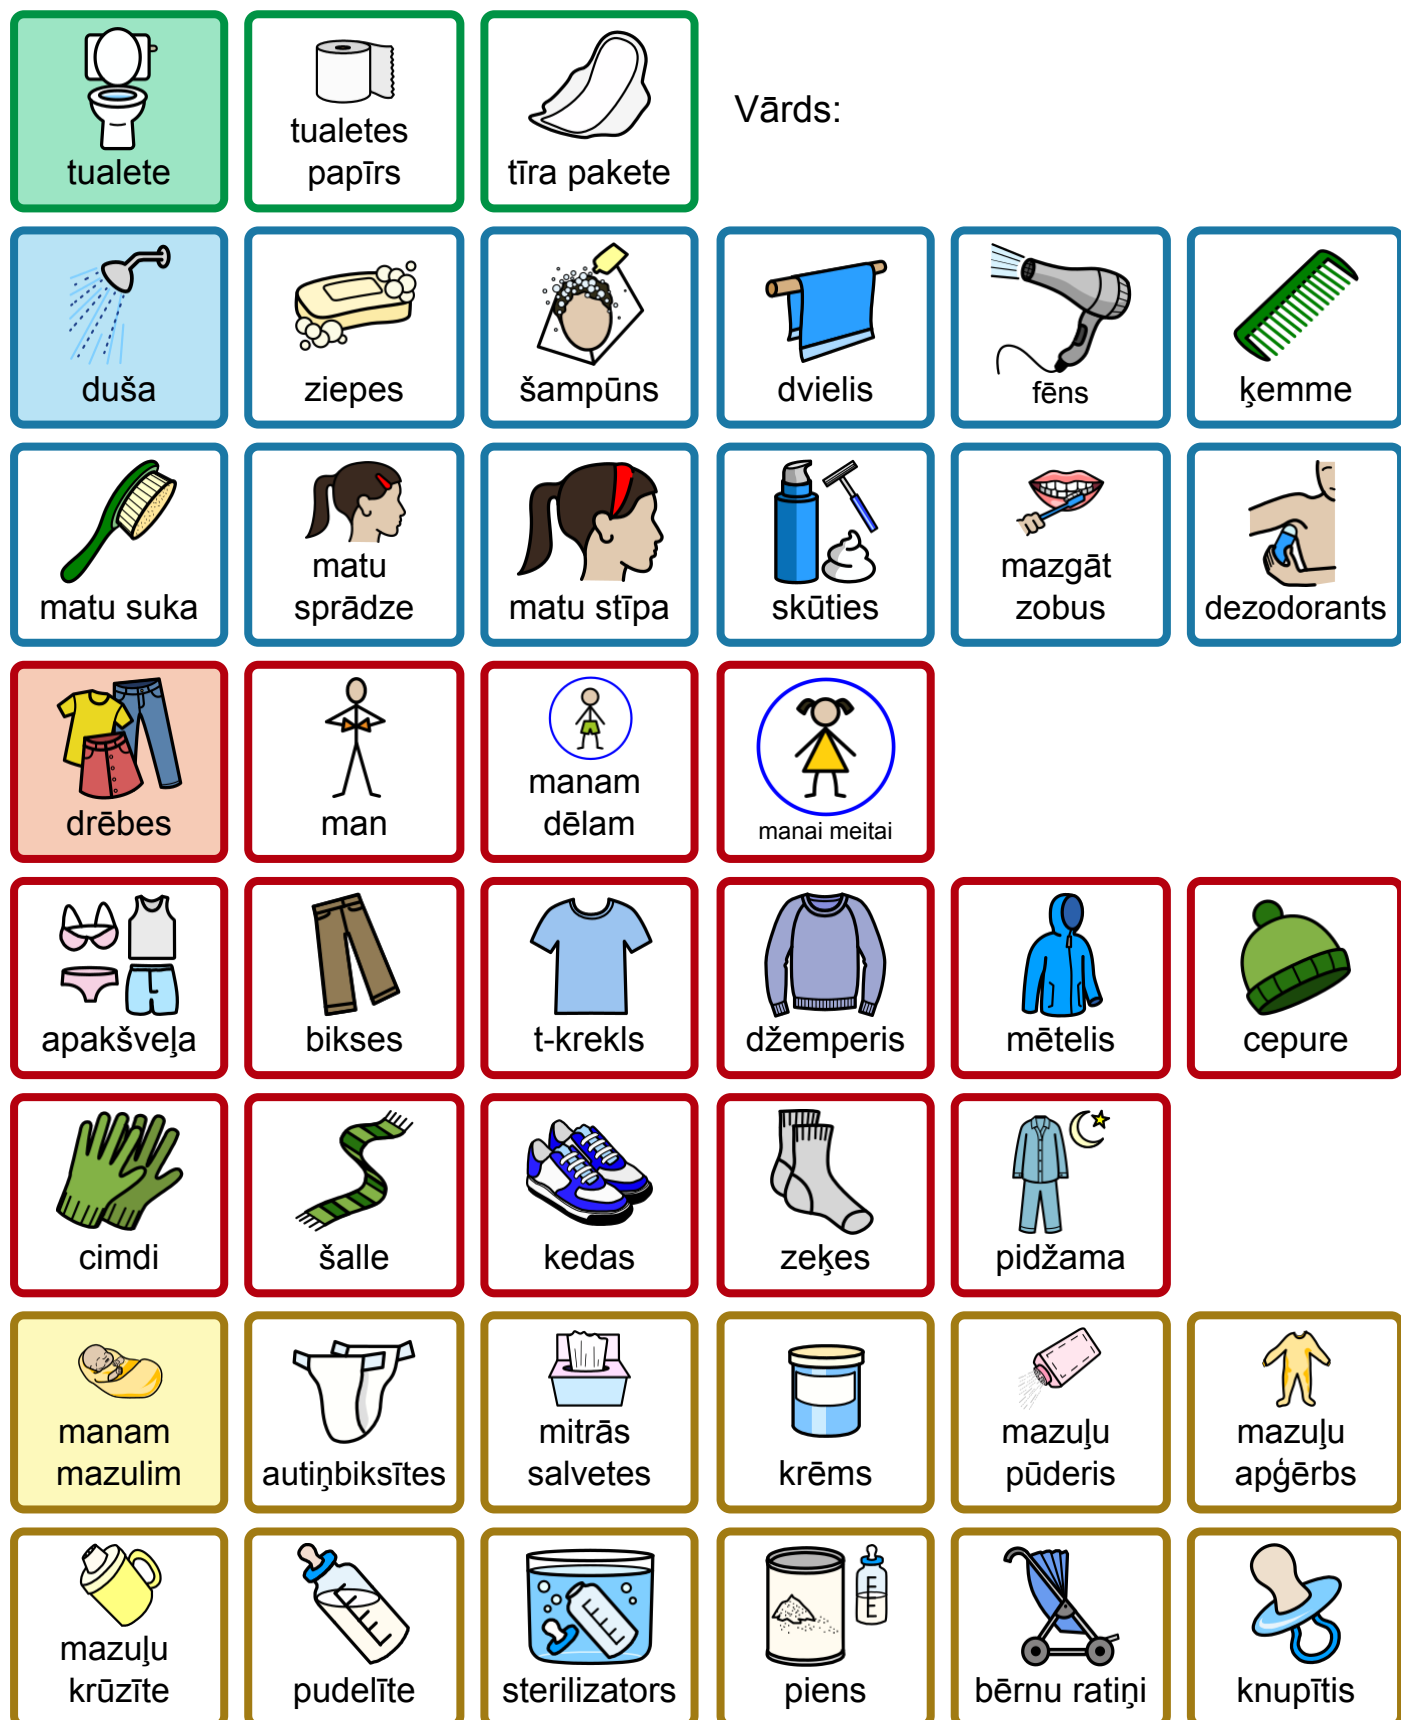 tualete
tualetes
papīrs
tīra pakete
Vārds:
duša
ziepes
šampūns
dvielis
fēns
ķemme
matu suka
matu
sprādze
matu stīpa
skūties
mazgāt
zobus
dezodorants
drēbes
man
manam
dēlam
manai meitai
apakšveļa
bikses
t-krekls
džemperis
mētelis
cepure
cimdi
šalle
kedas
zeķes
pidžama
manam
mazulim
autiņbiksītes
mitrās
salvetes
krēms
mazuļu
pūderis
mazuļu
apģērbs
mazuļu
krūzīte
pudelīte
sterilizators
piens
bērnu ratiņi
knupītis